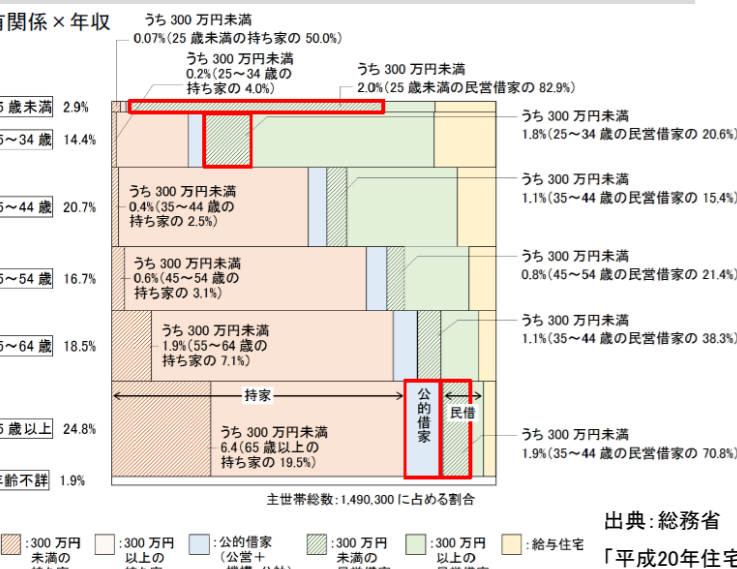 有関係×年収
うち 300 万円未満
0.07%(25 歳未満の持ち家の 50.0%)
うち 300 万円未満
0.2%(25~34 歳の
持ち家の 4.0%)
うち 300 万円未満
2.0%(25 歳未満の民営借家の 82.9%)
5 歳未満 2.9%
5~34 歳 14.4%
うち 300 万円未満
1.8%(25~34 歳の民営借家の 20.6%)
5~44 歳 20.7%
うち 300 万円未満
0.4%(35~44 歳の
持ち家の 2.5%)
うち 300 万円未満
1.1%(35~44 歳の民営借家の 15.4%)
5~54 歳 16.7%
うち 300 万円未満
0.6%(45~54 歳の
持ち家の 3.1%)
うち 300 万円未満
0.8%(45~54 歳の民営借家の 21.4%)
5~64 歳 18.5%
うち 300 万円未満
1.9%(55~64 歳の
持ち家の 7.1%)
うち 300 万円未満
1.1%(35~44 歳の民営借家の 38.3%)
持家
公的借家
民借
5 歳以上 24.8%
うち 300 万円未満
6.4(65 歳以上の
持ち家の 19.5%)
うち 300 万円未満
1.9%(35~44 歳の民営借家の 70.8%)
年齢不詳 1.9%
主世帯総数:1,490,300 に占める割合
出典:総務省
「平成20年住宅
:300 万円
未満の
:300 万円
以上の
:公的借家
(公営+
:300 万円
未満の
:300 万円
以上の
:給与住宅